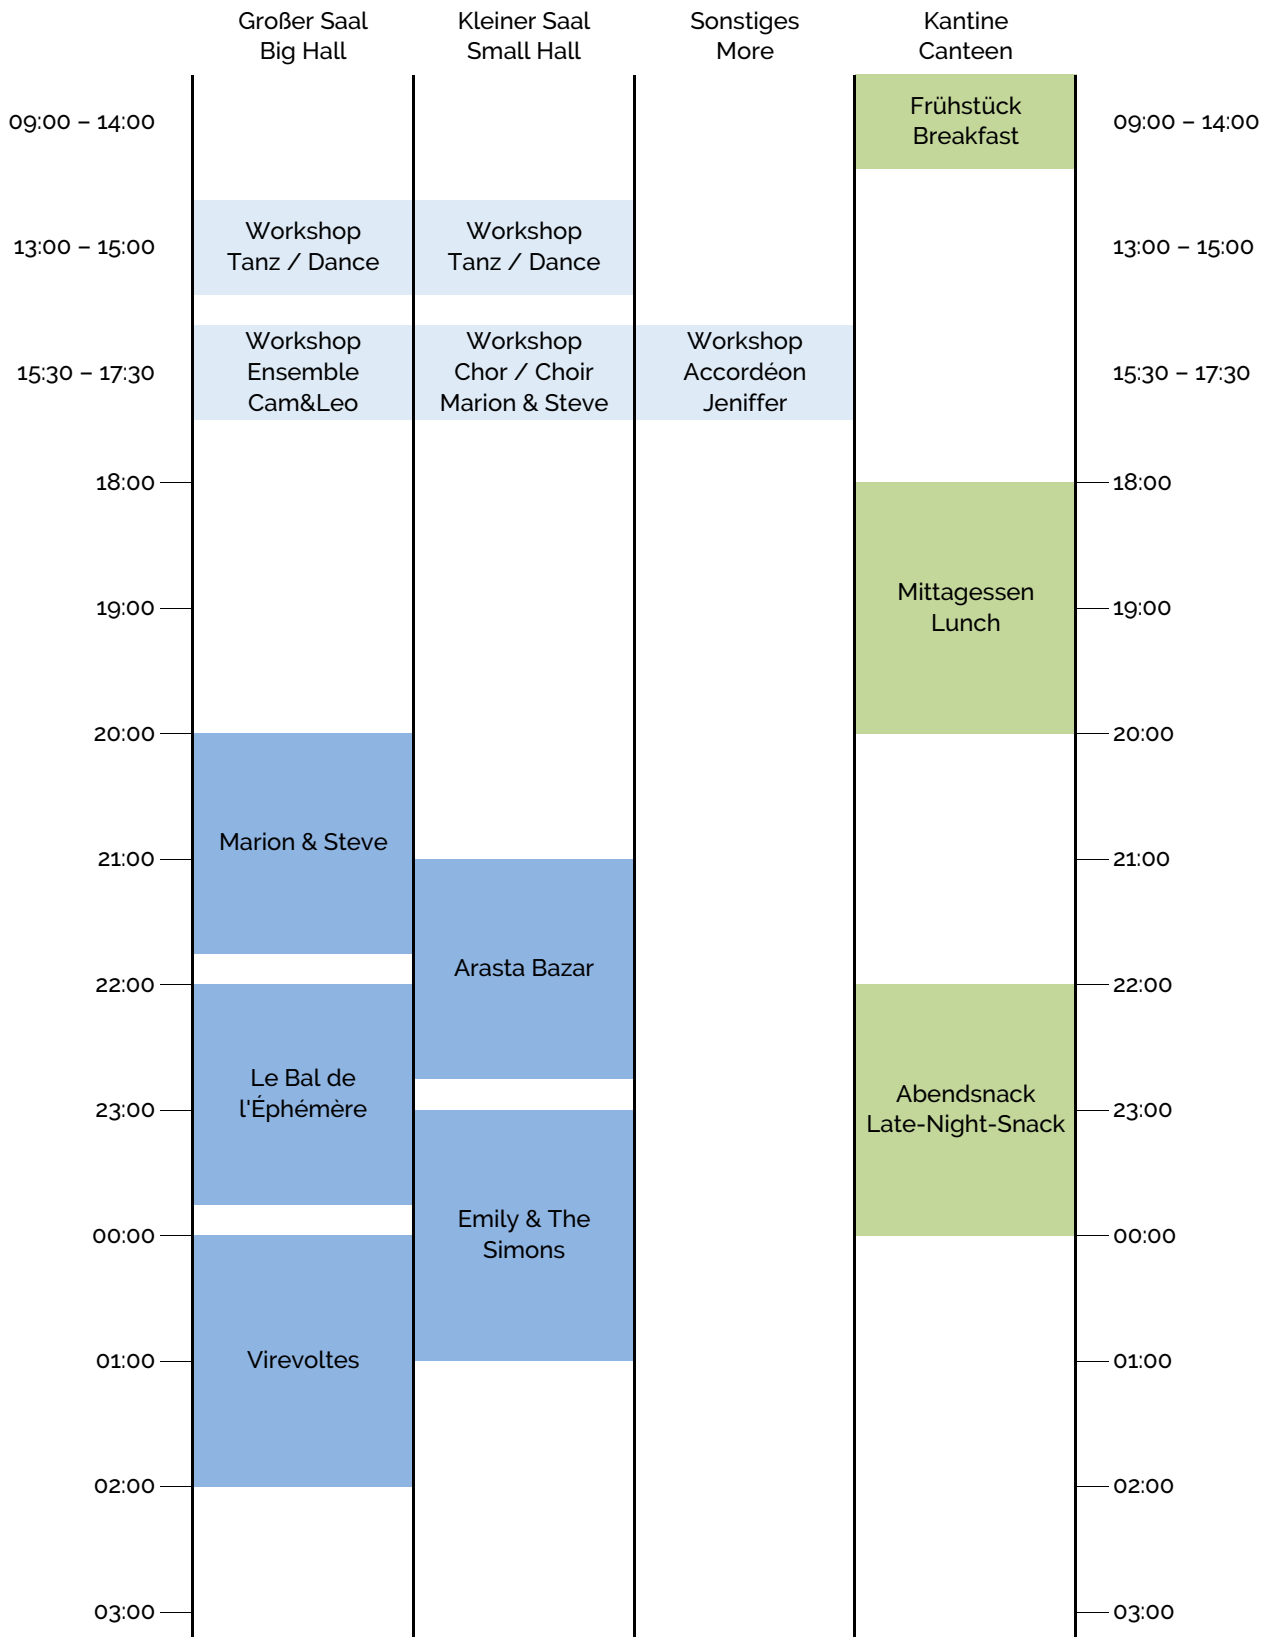 Großer Saal
Big Hall
Kleiner Saal
Small Hall
Sonstiges
More
Kantine
Canteen
09:00 – 14:00
Frühstück
Breakfast
09:00 – 14:00
13:00 – 15:00
Workshop
Tanz / Dance
Workshop
Tanz / Dance
13:00 – 15:00
15:30 – 17:30
Workshop
Ensemble
Cam&Leo
Workshop
Chor / Choir
Marion & Steve
Workshop
Accordéon
Jeniffer
15:30 – 17:30
18:00
18:00
19:00
Mittagessen
Lunch
19:00
20:00
20:00
Marion & Steve
21:00
21:00
Arasta Bazar
22:00
22:00
Le Bal de
l'Éphémère
Abendsnack
Late-Night-Snack
23:00
23:00
Emily & The
Simons
00:00
00:00
01:00
Virevoltes
01:00
02:00
02:00
03:00
03:00